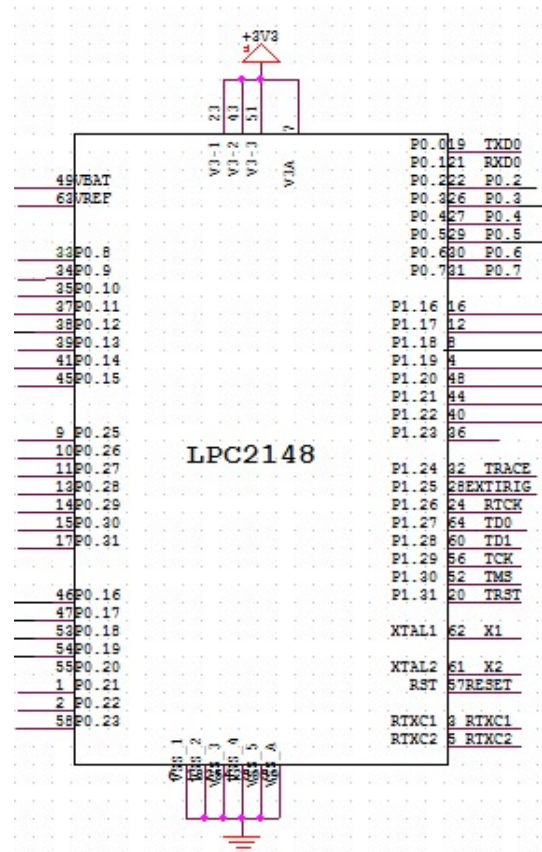 +3V3
23
43
51
7
V3-1
V3-2
V3-3
V3A
49VBAT
63VREF
33P0.8
34P0.9
35P0.10
37P0.11
38P0.12
39P0.13
41P0.14
45P0.15
9 P0.25
10P0.26
11P0.27
13P0.28
14P0.29
15P0.30
17P0.31
46P0.16
47P0.17
53P0.18
54P0.19
55P0.20
1 P0.21
2 P0.22
58P0.23
LPC2148
P0.019 TXD0
P0.121 RXD0
P0.222 P0.2
P0.326 P0.3
P0.427 P0.4
P0.529 P0.5
P0.630 P0.6
P0.731 P0.7
P1.16 16
P1.17 12
P1.18 8
P1.19 4
P1.20 48
P1.21 44
P1.22 40
P1.23 36
P1.24 32 TRACE
P1.25 28EXTIRIG
P1.26 24 RTCK
P1.27 64 TD0
P1.28 60 TD1
P1.29 56 TCK
P1.30 52 TMS
P1.31 20 TRST
XTAL1 62 X1
XTAL2 61 X2
RST 57RESET
RTXC1 3 RTXC1
RTXC2 5 RTXC2